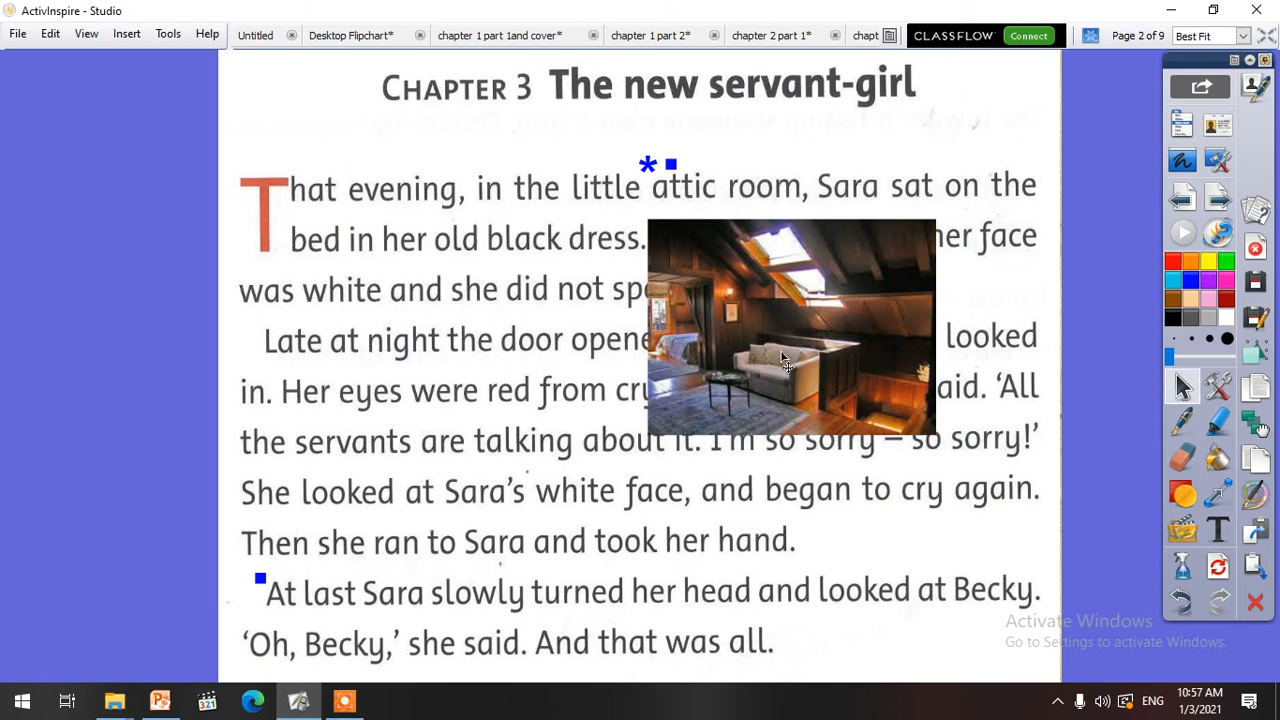 ActivInspire - Studio
File Edit View Insert Tools Help
Untitled Desktop Flipchart* chapter 1 part 1and cover* chapter 1 part 2* chapter 2 part 1* chapt
CLASSFLOW Connect
Page 2 of 9 Best Fit
CHAPTER 3 The new servant-girl
* 
That evening, in the little attic room, Sara sat on the
bed in her old black dress. her face
was white and she did not
Late at night the door looked
in. Her eyes were red from said. ‘All
the servants are talking about it. I’m so sorry – so sorry!’
She looked at Sara’s white face, and began to cry again.
Then she ran to Sara and took her hand.
At last Sara slowly turned her head and looked at Becky.
‘Oh, Becky,’ she said. And that was all.
Activate Windows
Go to Settings to activate Windows.
321
ENG
10:57 AM
1/3/2021